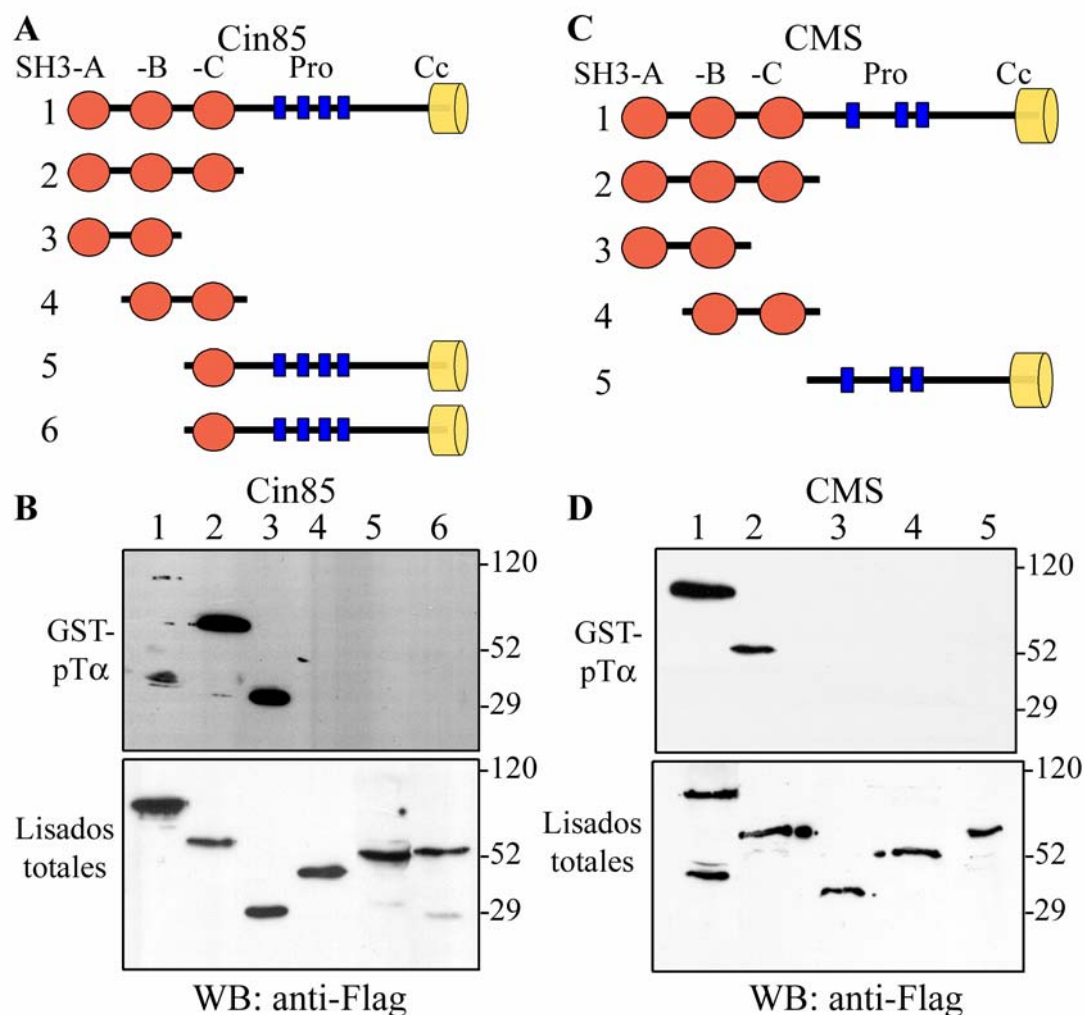 A
Cin85
SH3-A -B -C Pro Cc
1
2
3
4
5
6
C
CMS
SH3-A -B -C Pro Cc
1
2
3
4
5
B
Cin85
1 2 3 4 5 6
GST-
pTα
-120
-52
-29
Lisados
totales
-120
-52
-29
WB: anti-Flag
D
CMS
1 2 3 4 5
GST-
pTα
-120
-52
-29
Lisados
totales
-120
-52
-29
WB: anti-Flag